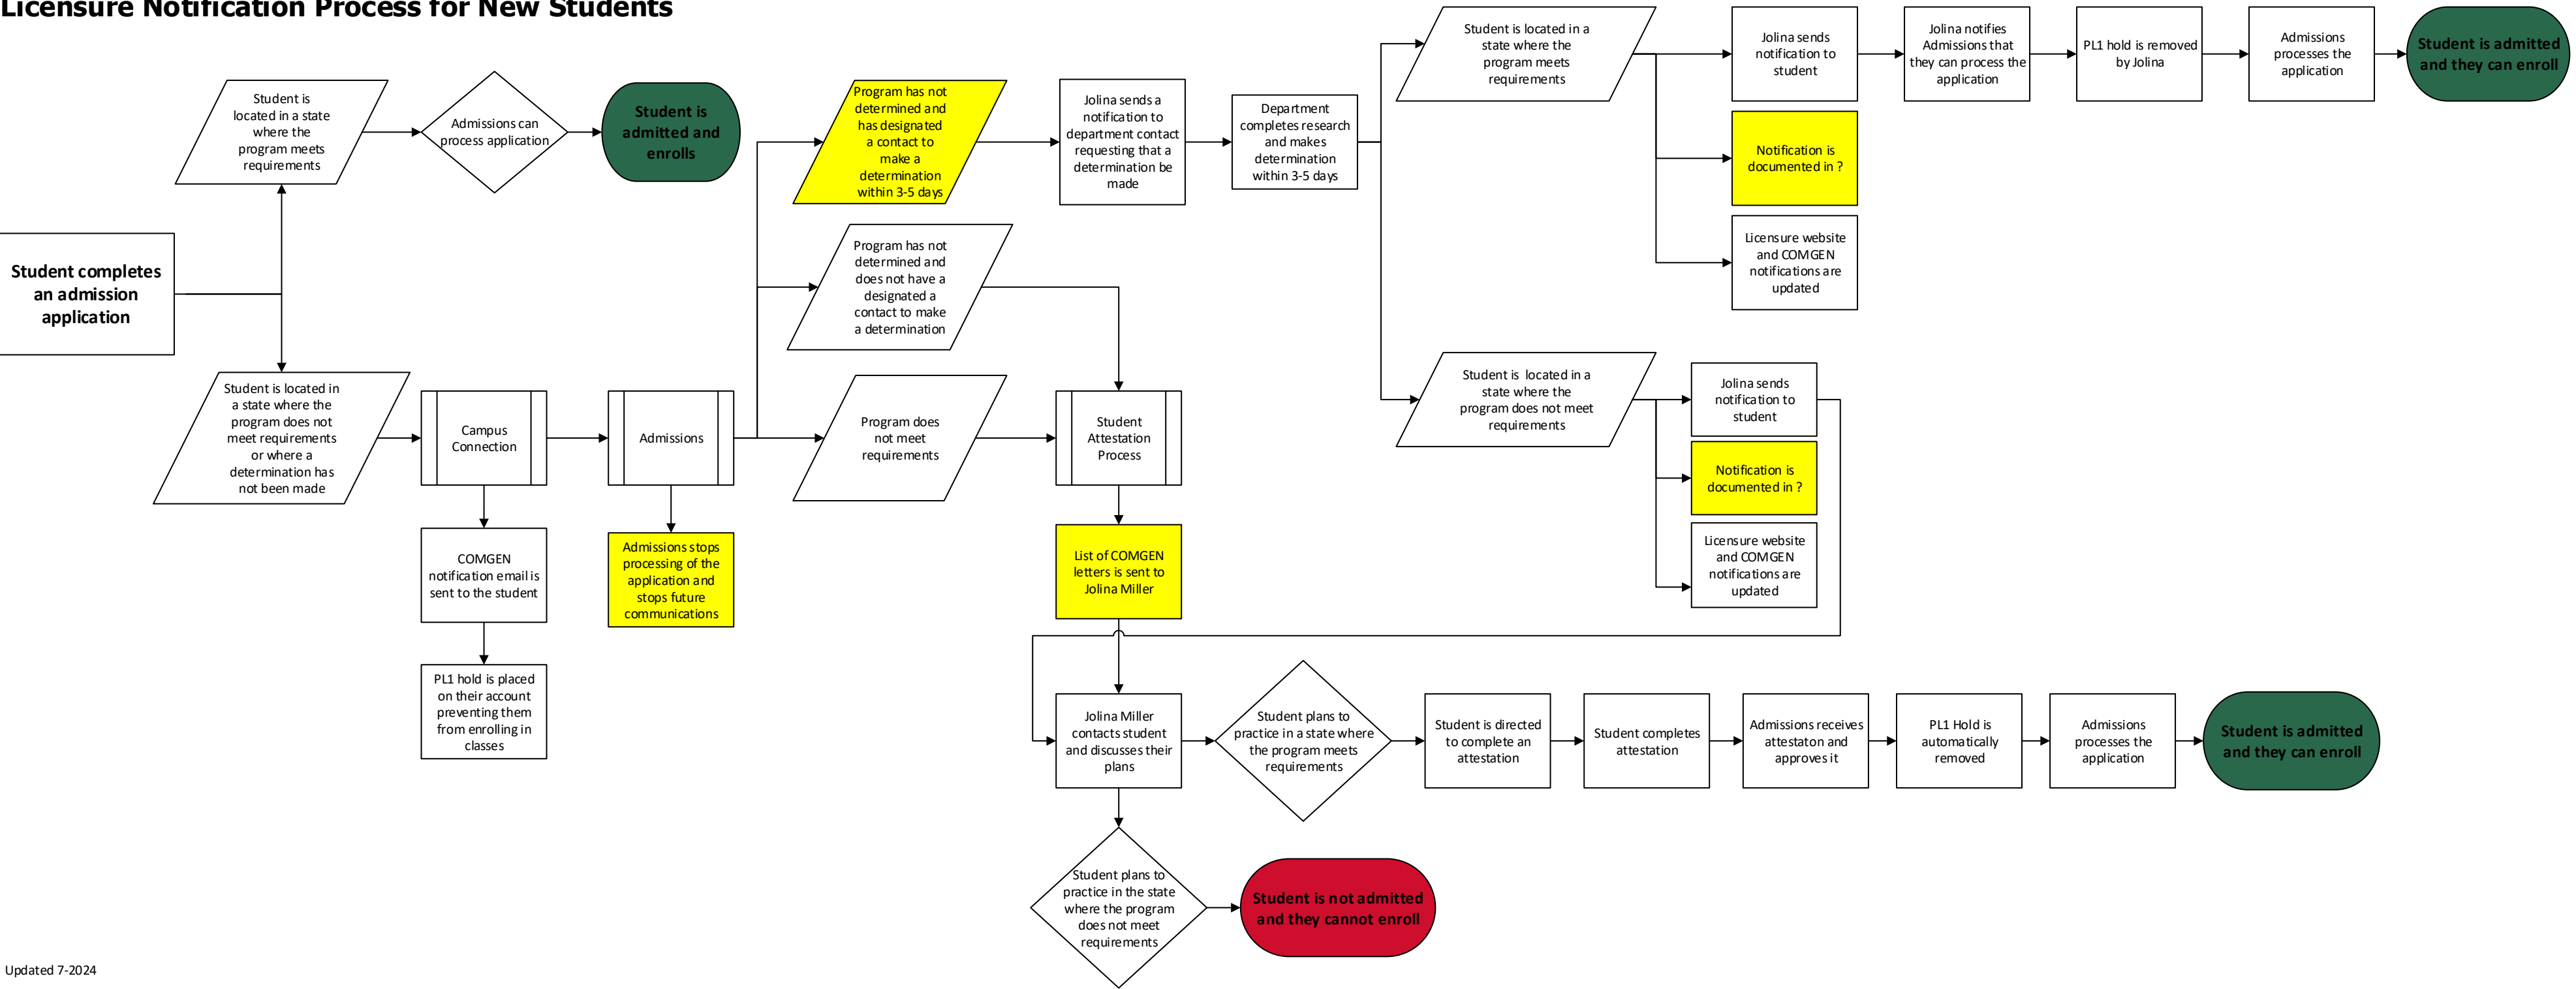 Licensure Notification Process for New Students
Student completes
an admission
application
Student is
located in a state
where the
program meets
requirements
Admissions can
process application
Student is
admitted and
enrolls
Student is located in
a state where the
program does not
meet requirements
or where a
determination has
not been made
Campus
Connection
COMGEN
notification email is
sent to the student
PL1 hold is placed
on their account
preventing them
from enrolling in
classes
Admissions
Admissions stops
processing of the
application and
stops future
communications
Program has not
determined and
has designated
a contact to
make a
determination
within 3-5 days
Jolina sends a
notification to
department contact
requesting that a
determination be
made
Department
completes research
and makes
determination
within 3-5 days
Program has not
determined and
does not have a
designated a
contact to make
a determination
Program does
not meet
requirements
Student
Attestation
Process
List of COMGEN
letters is sent to
Jolina Miller
Student is located in a
state where the
program meets
requirements
Jolina sends
notification to
student
Jolina notifies
Admissions that
they can process the
application
PL1 hold is removed
by Jolina
Admissions
processes the
application
Student is admitted
and they can enroll
Notification is
documented in ?
Licensure website
and COMGEN
notifications are
updated
Student is located in a
state where the
program does not meet
requirements
Jolina sends
notification to
student
Notification is
documented in ?
Licensure website
and COMGEN
notifications are
updated
Jolina Miller
contacts student
and discusses their
plans
Student plans to
practice in a state where
the program meets
requirements
Student is directed
to complete an
attestation
Student completes
attestation
Admissions receives
attestaton and
approves it
PL1 Hold is
automatically
removed
Admissions
processes the
application
Student is admitted
and they can enroll
Student plans to
practice in the state
where the program
does not meet
requirements
Student is not admitted
and they cannot enroll
Updated 7-2024